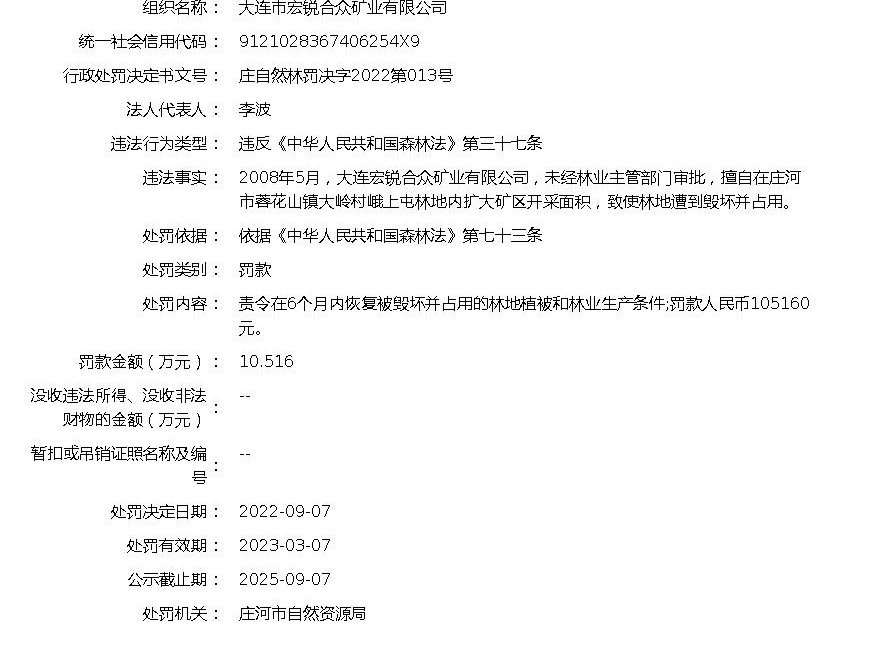 组织名称： 大连市宏锐合众矿业有限公司
统一社会信用代码： 9121028367406254X9
行政处罚决定书文号： 庄自然林罚决字2022第013号
法人代表人： 李波
违法行为类型： 违反《中华人民共和国森林法》第三十七条
违法事实： 2008年5月，大连宏锐合众矿业有限公司，未经林业主管部门审批，擅自在庄河
市蓉花山镇大岭村峨上屯林地内扩大矿区开采面积，致使林地遭到毁坏并占用。
处罚依据： 依据《中华人民共和国森林法》第七十三条
处罚类别： 罚款
处罚内容： 责令在6个月内恢复被毁坏并占用的林地植被和林业生产条件;罚款人民币105160
元。
罚款金额（万元）： 10.516
没收违法所得、没收非法
财物的金额（万元）： --
暂扣或吊销证照名称及编
号： --
处罚决定日期： 2022-09-07
处罚有效期： 2023-03-07
公示截止期： 2025-09-07
处罚机关： 庄河市自然资源局